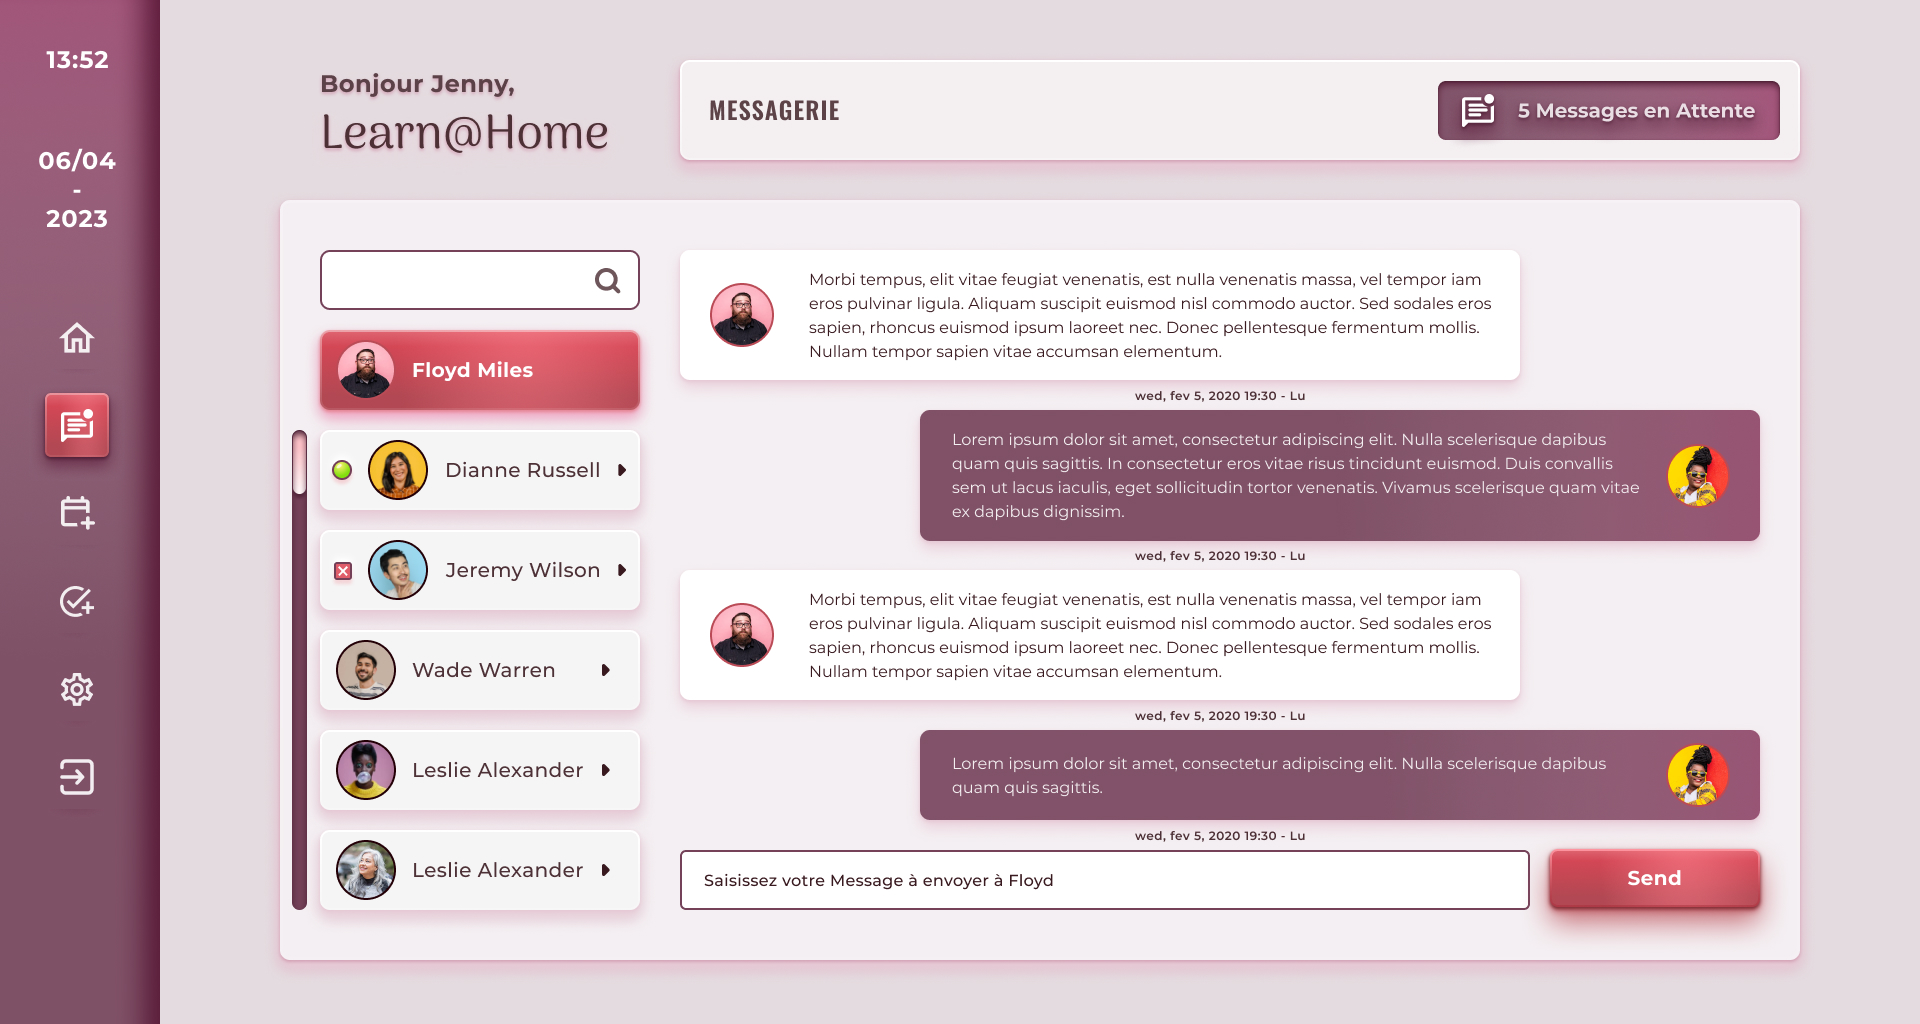 13:52
06/04
-
2023
Bonjour Jenny,
Learn@Home
MESSAGERIE
5 Messages en Attente
Floyd Miles
Dianne Russell
Jeremy Wilson
Wade Warren
Leslie Alexander
Leslie Alexander
Morbi tempus, elit vitae feugiat venenatis, est nulla venenatis massa, vel tempor iam
eros pulvinar ligula. Aliquam suscipit euismod nisl commodo auctor. Sed sodales eros
sapien, rhoncus euismod ipsum laoreet nec. Donec pellentesque fermentum mollis.
Nullam tempor sapien vitae accumsan elementum.
wed, fev 5, 2020 19:30 - Lu
Lorem ipsum dolor sit amet, consectetur adipiscing elit. Nulla scelerisque dapibus
quam quis sagittis. In consectetur eros vitae risus tincidunt euismod. Duis convallis
sem ut lacus iaculis, eget sollicitudin tortor venenatis. Vivamus scelerisque quam vitae
ex dapibus dignissim.
wed, fev 5, 2020 19:30 - Lu
Morbi tempus, elit vitae feugiat venenatis, est nulla venenatis massa, vel tempor iam
eros pulvinar ligula. Aliquam suscipit euismod nisl commodo auctor. Sed sodales eros
sapien, rhoncus euismod ipsum laoreet nec. Donec pellentesque fermentum mollis.
Nullam tempor sapien vitae accumsan elementum.
wed, fev 5, 2020 19:30 - Lu
Lorem ipsum dolor sit amet, consectetur adipiscing elit. Nulla scelerisque dapibus
quam quis sagittis.
wed, fev 5, 2020 19:30 - Lu
Saisissez votre Message à envoyer à Floyd
Send